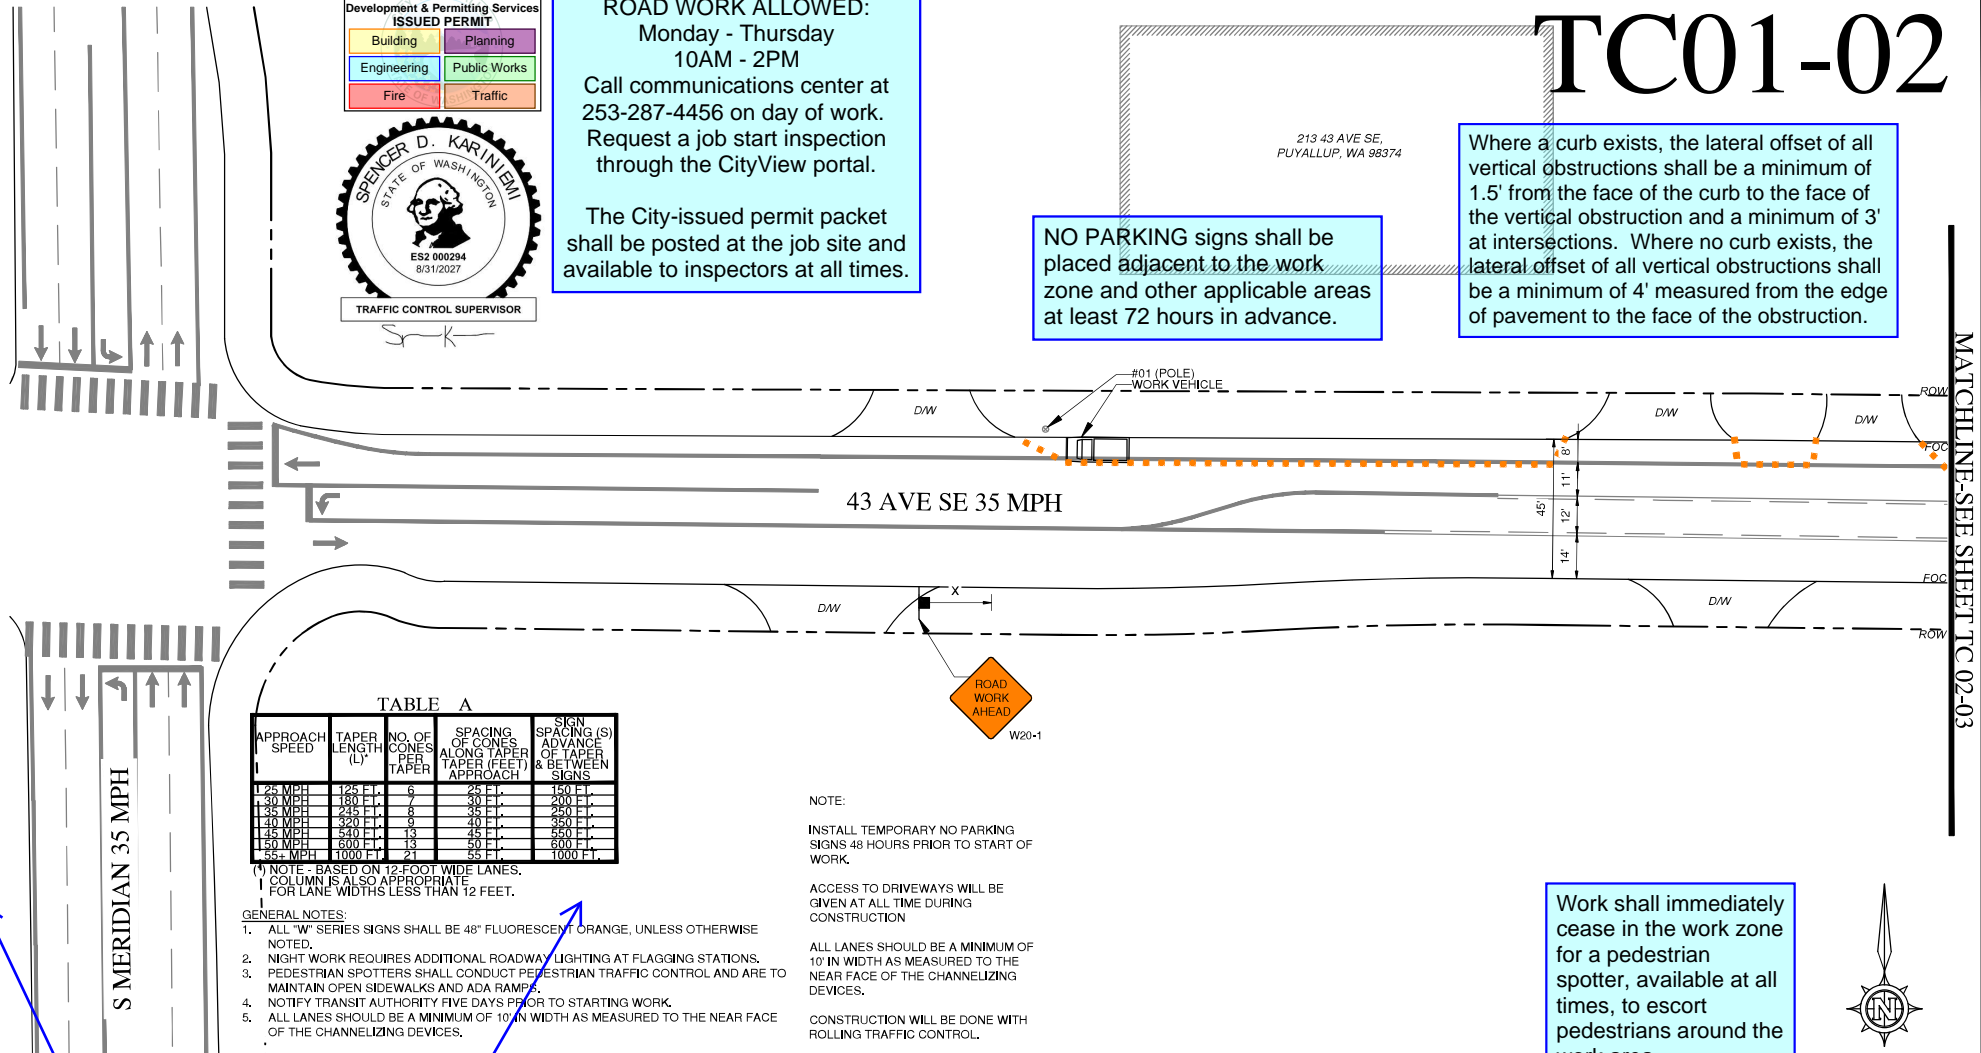 Development & Permitting Services
ISSUED PERMIT
Building
Planning
Engineering
Public Works
Fire
Traffic
SPENCER D. KARINIEMI
STATE OF WASHINGTON
ES2 000294
8/31/2027
TRAFFIC CONTROL SUPERVISOR
ROAD WORK ALLOWED:
Monday - Thursday
10AM - 2PM
Call communications center at
253-287-4456 on day of work.
Request a job start inspection
through the CityView portal.
The City-issued permit packet
shall be posted at the job site and
available to inspectors at all times.
TC01-02
213 43 AVE SE,
PUYALLUP, WA 98374
NO PARKING signs shall be
placed adjacent to the work
zone and other applicable areas
at least 72 hours in advance.
Where a curb exists, the lateral offset of all
vertical obstructions shall be a minimum of
1.5' from the face of the curb to the face of
the vertical obstruction and a minimum of 3'
at intersections. Where no curb exists, the
lateral offset of all vertical obstructions shall
be a minimum of 4' measured from the edge
of pavement to the face of the obstruction.
MATCHLINE-SEE SHEET TC 02-03
#01 (POLE)
WORK VEHICLE
D/W
D/W
D/W
ROW
FOC
8'
11'
45'
12'
14'
43 AVE SE 35 MPH
FOC
D/W
X
D/W
ROW
ROAD
WORK
AHEAD
W20-1
S MERIDIAN 35 MPH
TABLE A
APPROACH SPEED
TAPER LENGTH (L)*
NO. OF CONES PER TAPER
SPACING OF CONES ALONG TAPER TAPER (FEET) APPROACH
SIGN SPACING (S) ADVANCE OF TAPER & BETWEEN SIGNS
25 MPH 125 FT. 6 25 FT. 150 FT.
30 MPH 180 FT. 7 30 FT. 200 FT.
35 MPH 245 FT. 8 35 FT. 250 FT.
40 MPH 320 FT. 9 40 FT. 350 FT.
45 MPH 540 FT. 13 45 FT. 550 FT.
50 MPH 600 FT. 13 50 FT. 600 FT.
55+ MPH 1000 FT. 21 55 FT. 1000 FT.
(*) NOTE - BASED ON 12-FOOT WIDE LANES.
COLUMN IS ALSO APPROPRIATE
FOR LANE WIDTHS LESS THAN 12 FEET.
GENERAL NOTES:
1. ALL "W" SERIES SIGNS SHALL BE 48" FLUORESCENT ORANGE, UNLESS OTHERWISE
NOTED.
2. NIGHT WORK REQUIRES ADDITIONAL ROADWAY LIGHTING AT FLAGGING STATIONS.
3. PEDESTRIAN SPOTTERS SHALL CONDUCT PEDESTRIAN TRAFFIC CONTROL AND ARE TO
MAINTAIN OPEN SIDEWALKS AND ADA RAMPS.
4. NOTIFY TRANSIT AUTHORITY FIVE DAYS PRIOR TO STARTING WORK.
5. ALL LANES SHOULD BE A MINIMUM OF 10' IN WIDTH AS MEASURED TO THE NEAR FACE
OF THE CHANNELIZING DEVICES.
NOTE:
INSTALL TEMPORARY NO PARKING
SIGNS 48 HOURS PRIOR TO START OF
WORK.
ACCESS TO DRIVEWAYS WILL BE
GIVEN AT ALL TIME DURING
CONSTRUCTION
ALL LANES SHOULD BE A MINIMUM OF
10' IN WIDTH AS MEASURED TO THE
NEAR FACE OF THE CHANNELIZING
DEVICES.
CONSTRUCTION WILL BE DONE WITH
ROLLING TRAFFIC CONTROL.
Work shall immediately
cease in the work zone
for a pedestrian
spotter, available at all
times, to escort
pedestrians around the
work area
N